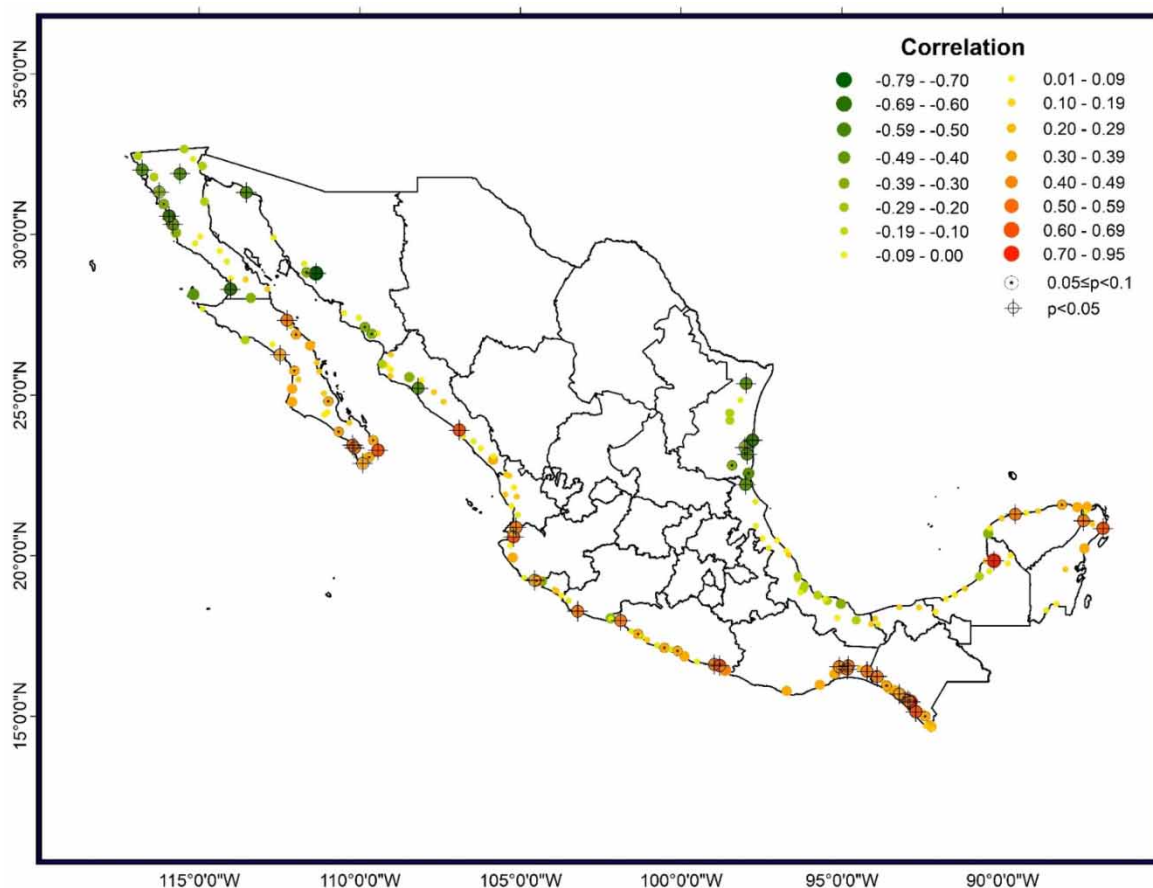 Correlation
-0.79 - -0.70
-0.69 - -0.60
-0.59 - -0.50
-0.49 - -0.40
-0.39 - -0.30
-0.29 - -0.20
-0.19 - -0.10
-0.09 - 0.00
0.01 - 0.09
0.10 - 0.19
0.20 - 0.29
0.30 - 0.39
0.40 - 0.49
0.50 - 0.59
0.60 - 0.69
0.70 - 0.95
0.05≤p<0.1
p<0.05
35°0'0"N
30°0'0"N
25°0'0"N
20°0'0"N
15°0'0"N
115°0'0"W
110°0'0"W
105°0'0"W
100°0'0"W
95°0'0"W
90°0'0"W